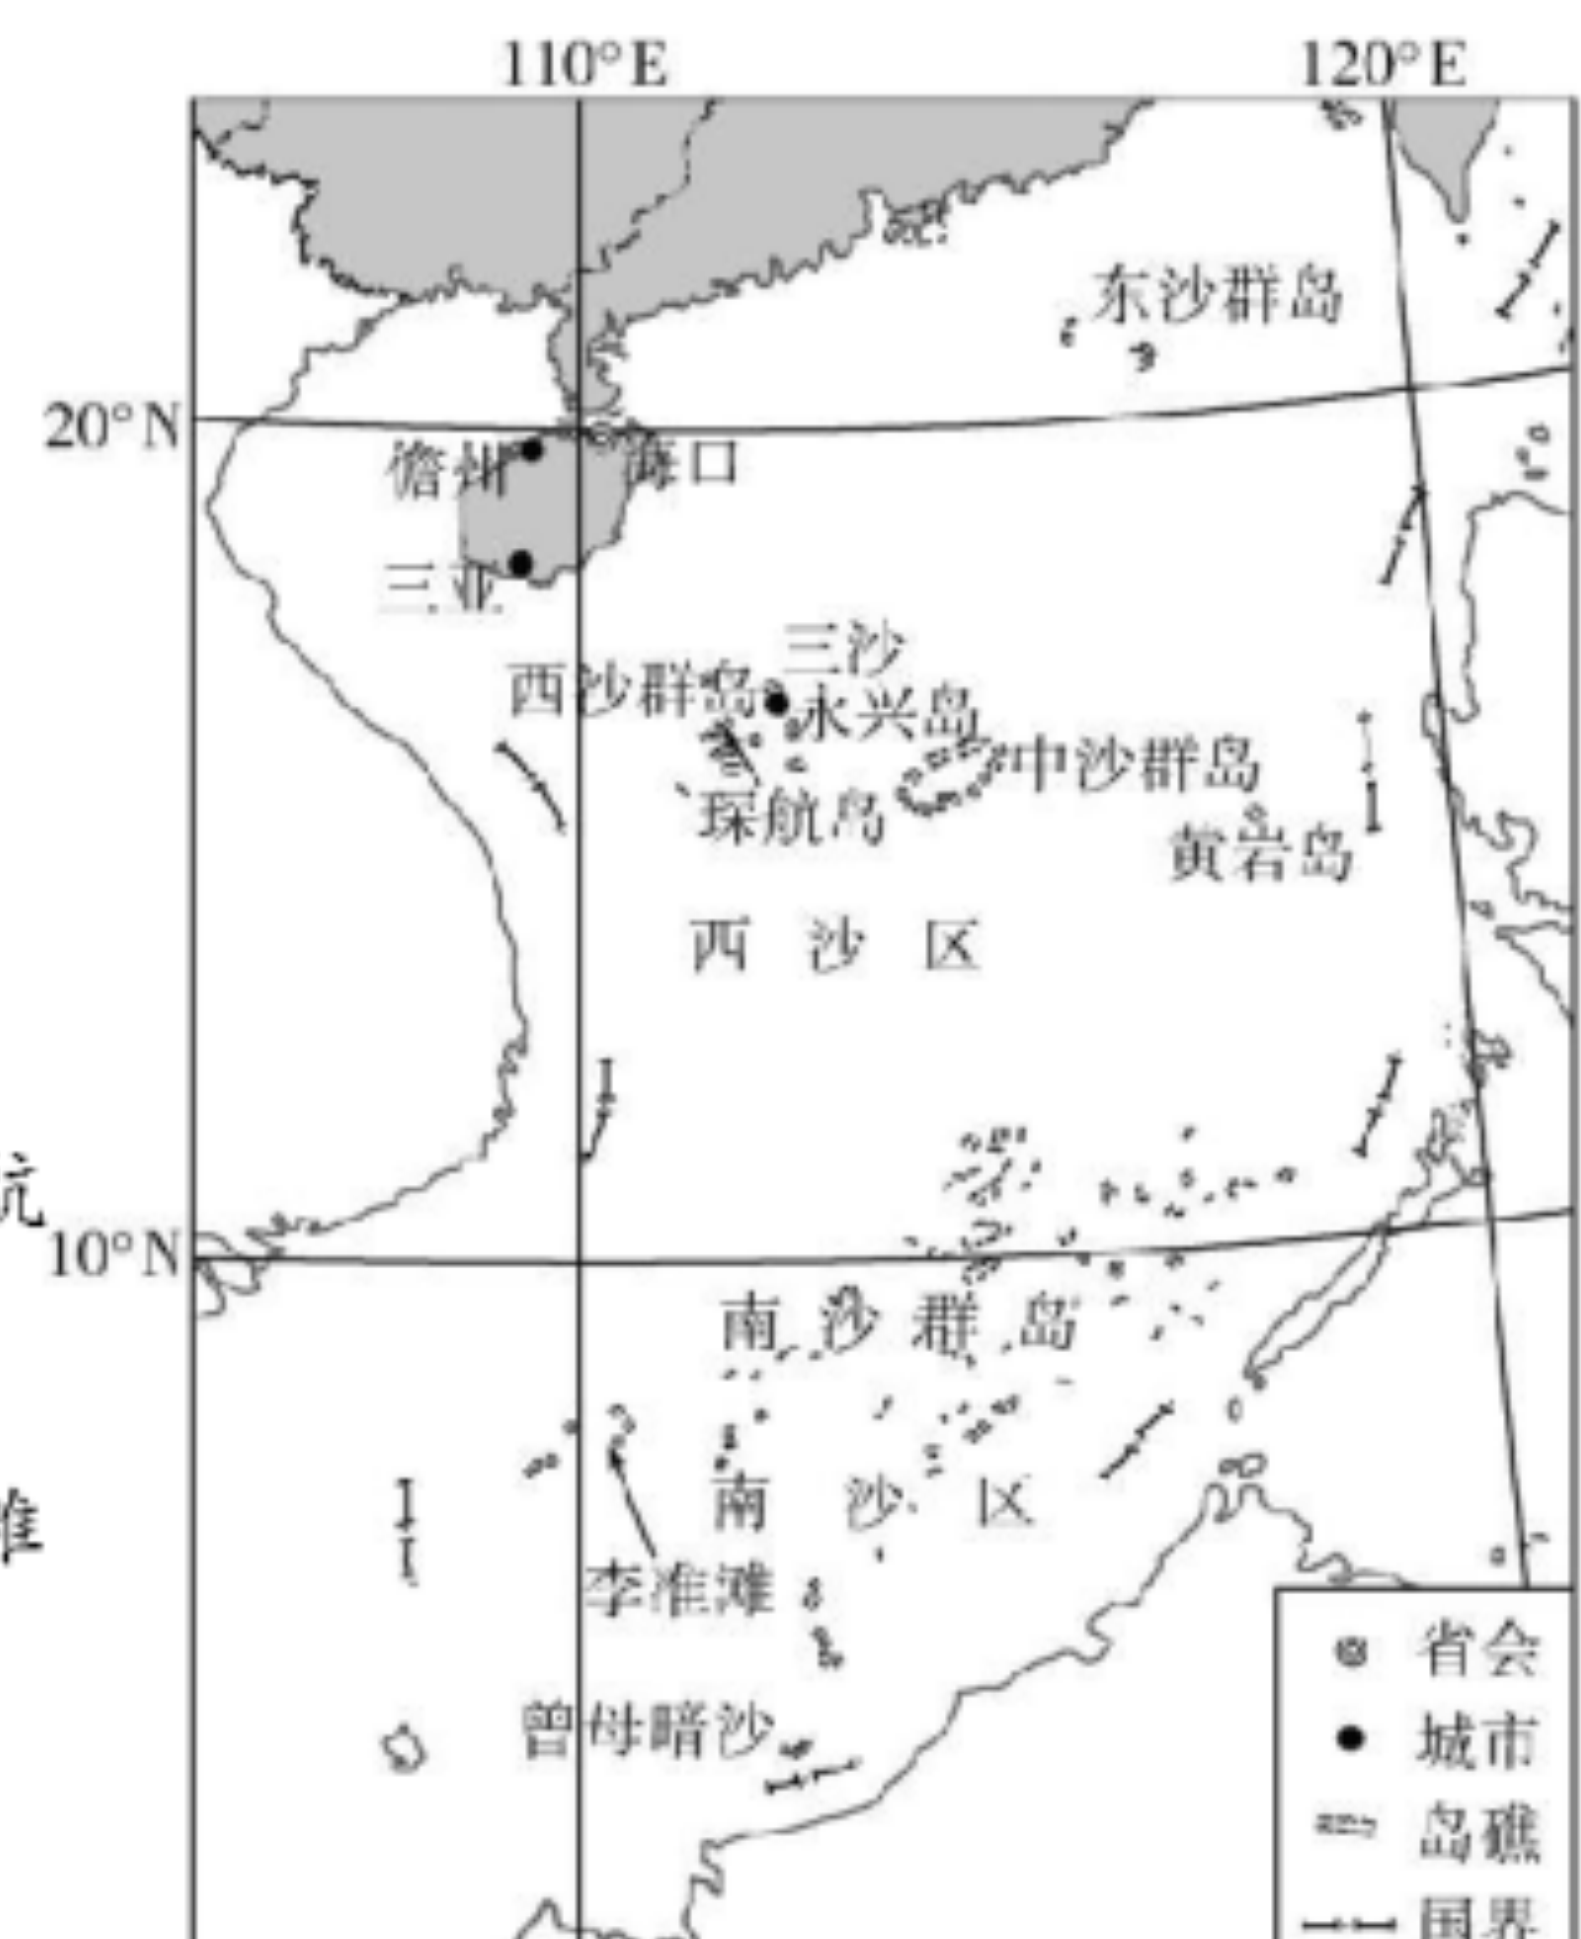 110°E 120°E
东沙群岛
20°N
儋州 海口
三亚
三沙
西沙群岛 永兴岛
中沙群岛
琛航岛
黄岩岛
西沙区
10°N
南沙群岛
南沙区
李准滩
曾母暗沙
省会
城市
岛礁
国界